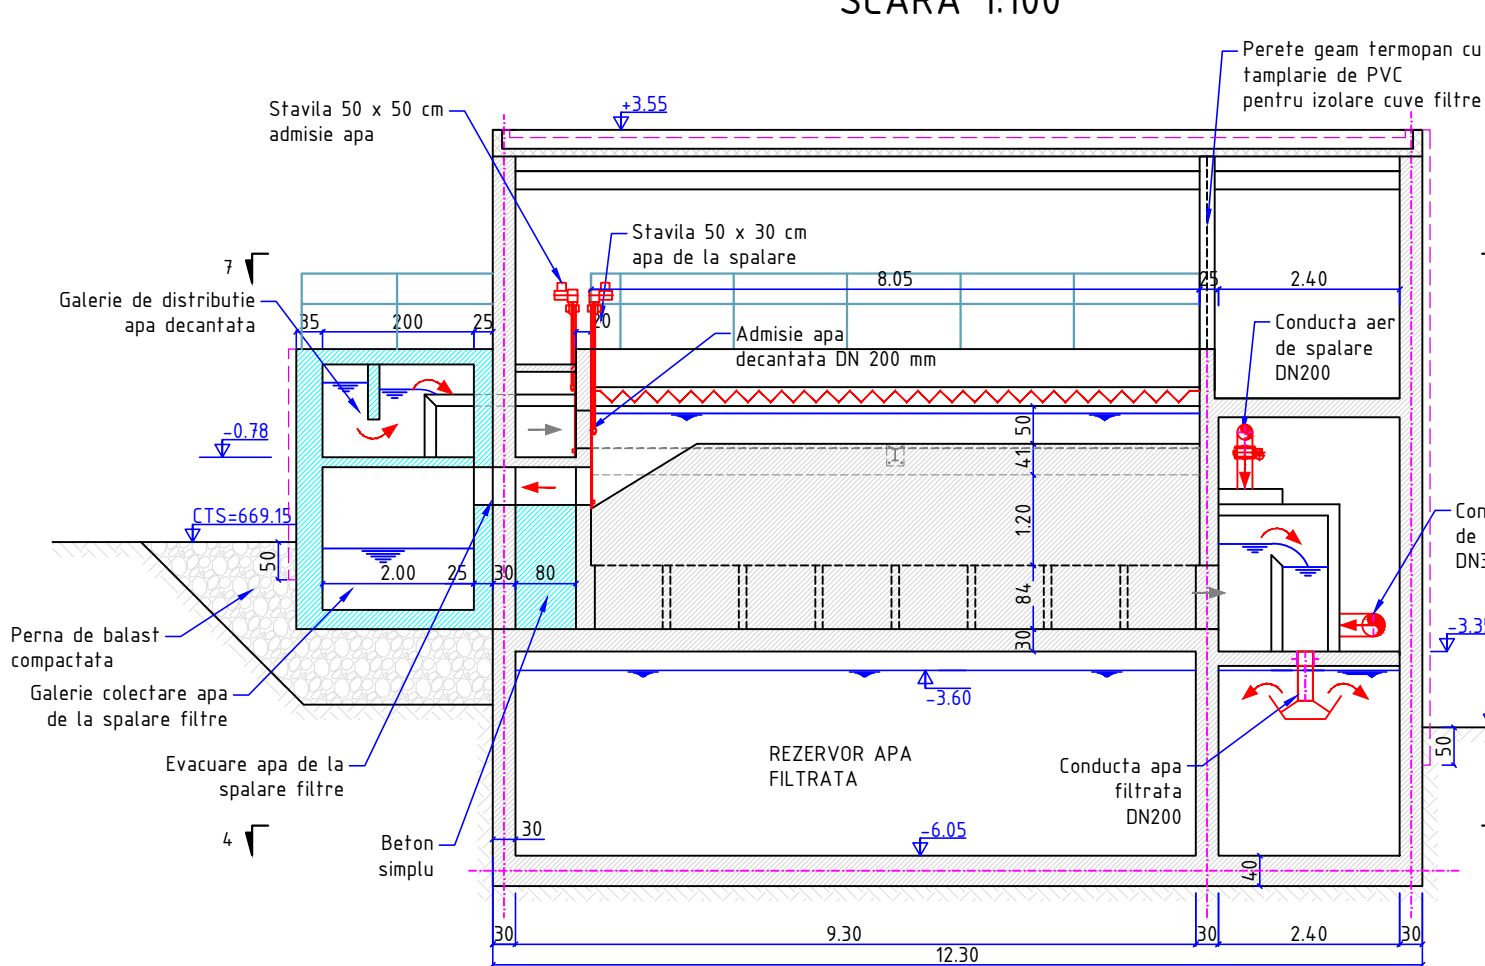 SCARA 1:100
Perete geam termopan cu
tamplarie de PVC
pentru izolare cuve filtre
Stavila 50 x 50 cm
admisie apa
+3.55
Stavila 50 x 30 cm
apa de la spalare
7
Galerie de distributie
apa decantata
8.05
25
2.40
35
200
25
20
Admisie apa
decantata DN 200 mm
Conducta aer
de spalare
DN200
-0.78
50
41
1.20
84
30
CTS=669.15
50
2.00
25
30
80
Con
de
-3.35
Perna de balast
compactata
Galerie colectare apa
de la spalare filtre
-3.60
Evacuare apa de la
spalare filtre
REZERVOR APA
FILTRATA
Conducta apa
filtrata
DN200
50
4
30
Beton
simplu
-6.05
40
30
9.30
30
2.40
30
12.30